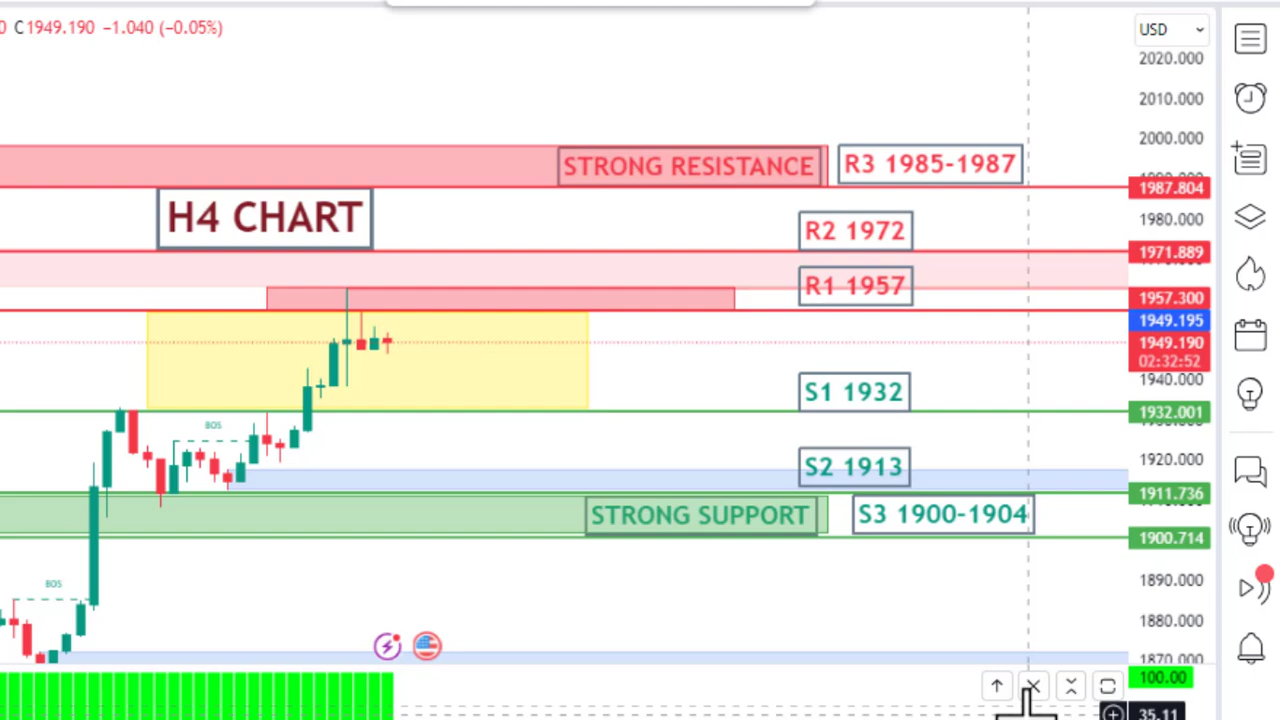 0 C1949.190 −1.040 (−0.05%)
USD
2020.000
2010.000
2000.000
STRONG RESISTANCE
R3 1985-1987
1987.804
H4 CHART
1980.000
R2 1972
1971.889
R1 1957
1957.300
1949.195
1949.190
02:32:52
1940.000
S1 1932
1932.001
BOS
1920.000
S2 1913
1911.736
STRONG SUPPORT
S3 1900-1904
1900.714
BOS
1890.000
1880.000
1870.000
100.00
35.11